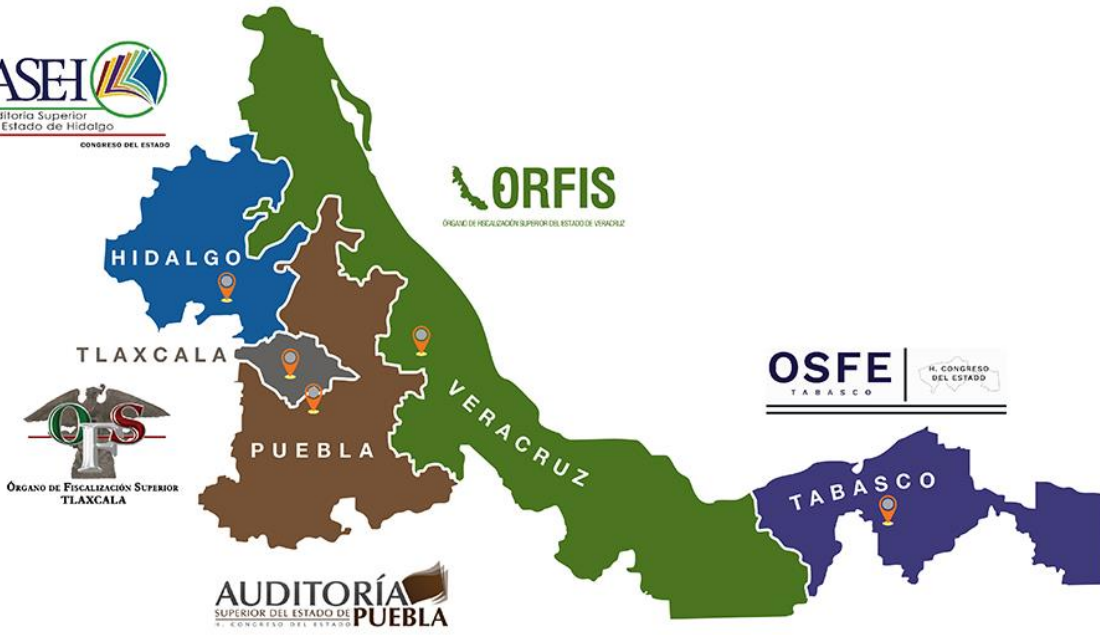 ASEH
ditoría Superior
Estado de Hidalgo
CONGRESO DEL ESTADO
ORFIS
ÓRGANO DE FISCALIZACIÓN SUPERIOR DEL ESTADO DE VERACRUZ
HIDALGO
TLAXCALA
OFS
ÓRGANO DE FISCALIZACIÓN SUPERIOR
TLAXCALA
PUEBLA
VERACRUZ
OSFE
TABASCO
H. CONGRESO
DEL ESTADO
TABASCO
AUDITORÍA
SUPERIOR DEL ESTADO DE PUEBLA
H. CONGRESO DEL ESTADO